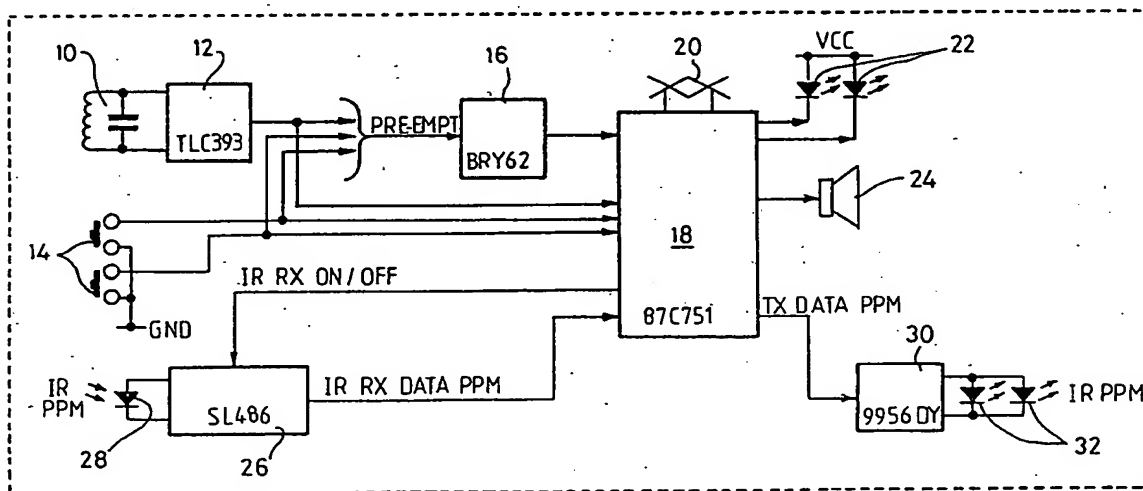 10
12
TLC393
PRE-EMPT
16
BRY62
20
VCC
22
18
87C751
24
14
GND
IR RX ON/OFF
TX DATA PPM
IR
PPM
28
SL486
26
IR RX DATA PPM
30
9956 DY
IR PPM
32